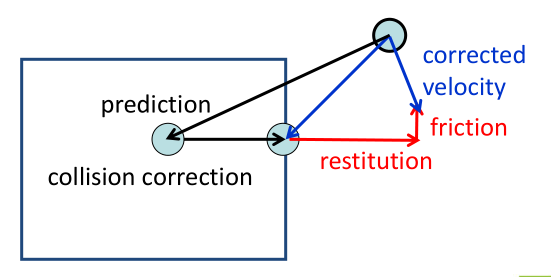 corrected
velocity
prediction
friction
restitution
collision correction